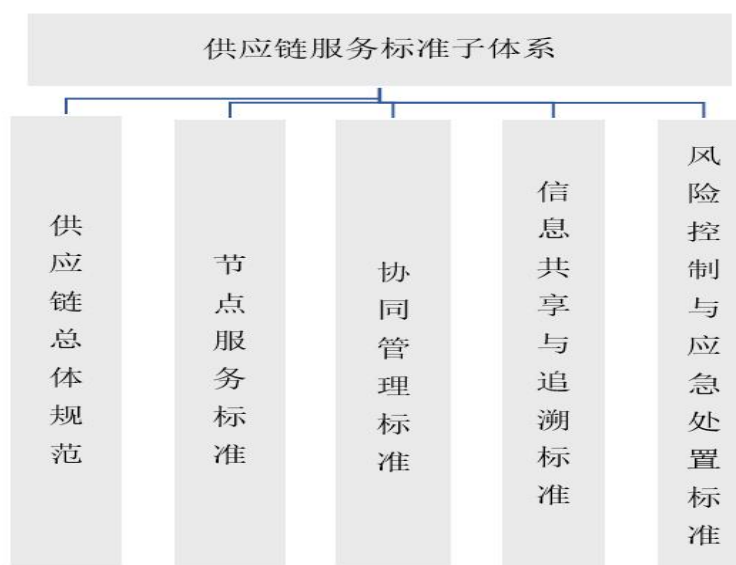 供应链服务标准子体系
供应链总体规范
节点服务标准
协同管理标准
信息共享与追溯标准
风险控制与应急处置标准